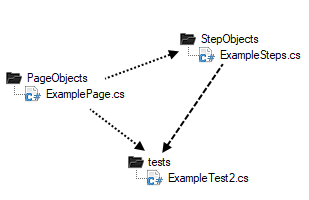 StepObjects
C# ExampleSteps.cs
PageObjects
C# ExamplePage.cs
tests
C# ExampleTest2.cs